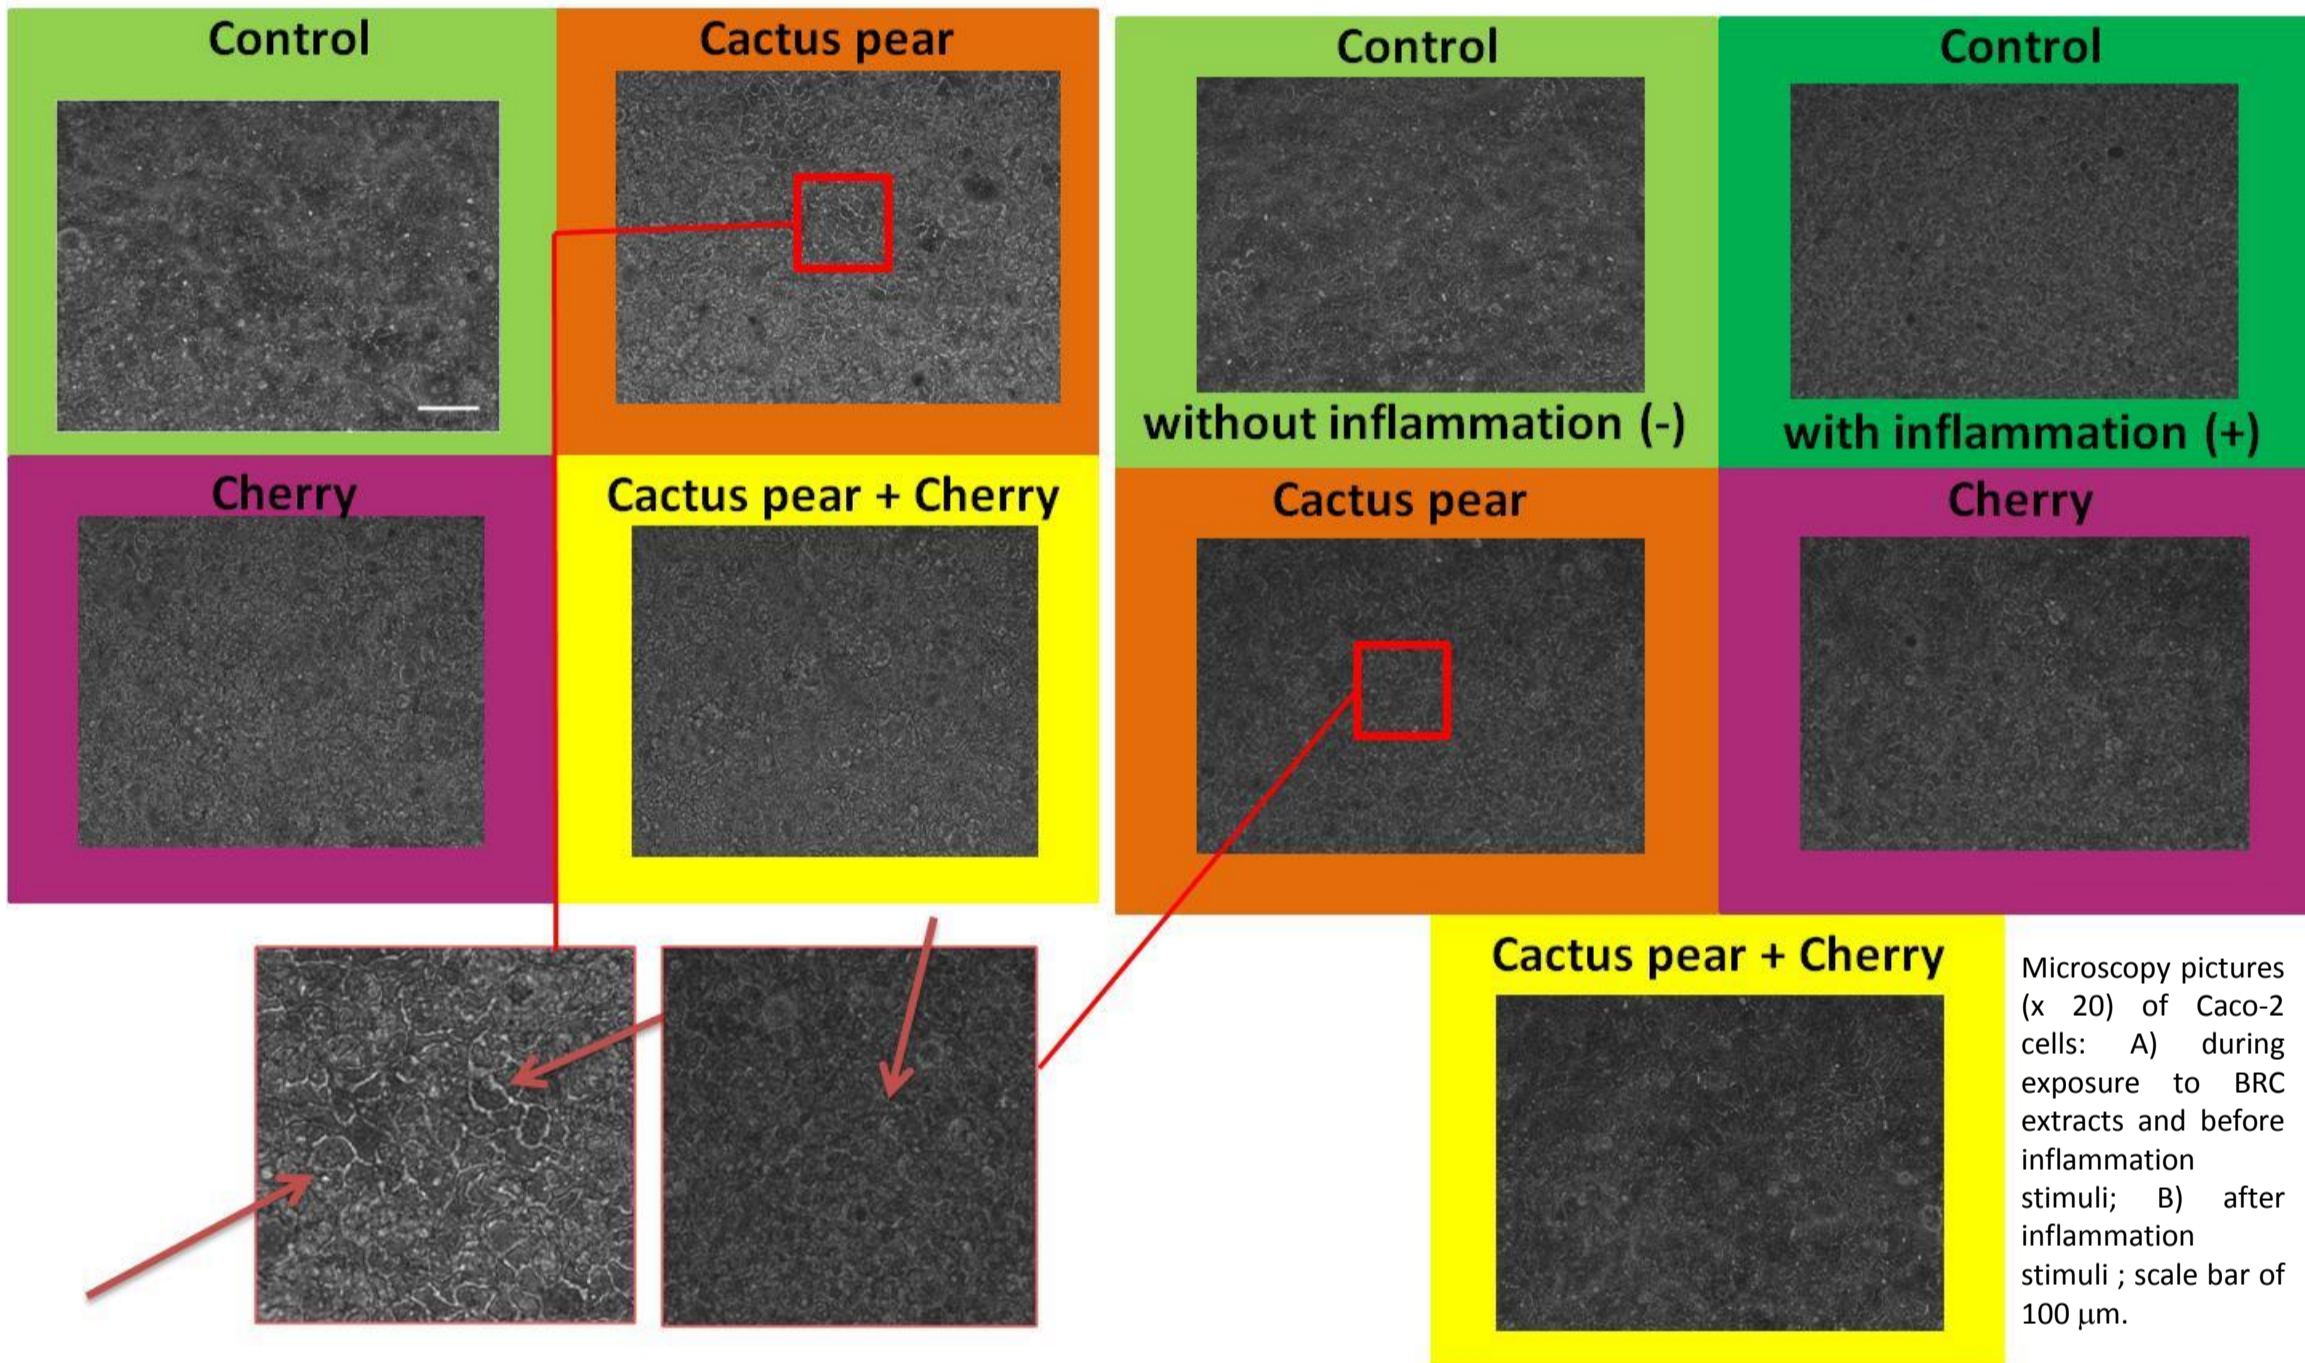 Control
Cactus pear
Cherry
Cactus pear + Cherry
Control
without inflammation (-)
Control
with inflammation (+)
Cactus pear
Cherry
Cactus pear + Cherry
Microscopy pictures
(x 20) of Caco-2
cells: A) during
exposure to BRC
extracts and before
inflammation
stimuli; B) after
inflammation
stimuli ; scale bar of
100 μm.